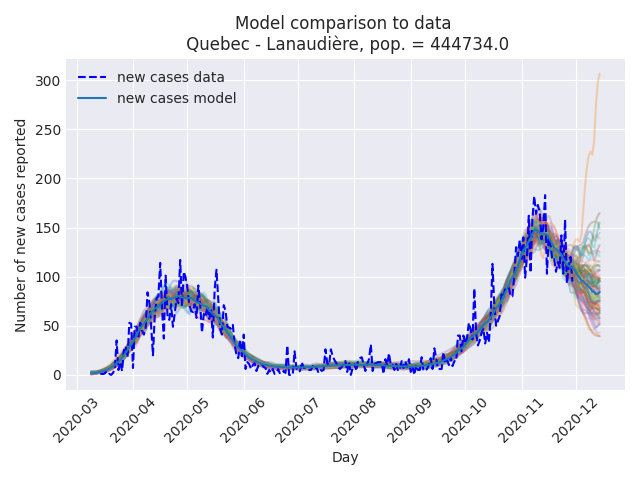 Model comparison to data
Quebec - Lanaudière, pop. = 444734.0
new cases data
new cases model
Number of new cases reported
300
250
200
150
100
50
0
2020-03
2020-04
2020-05
2020-06
2020-07
2020-08
2020-09
2020-10
2020-11
2020-12
Day